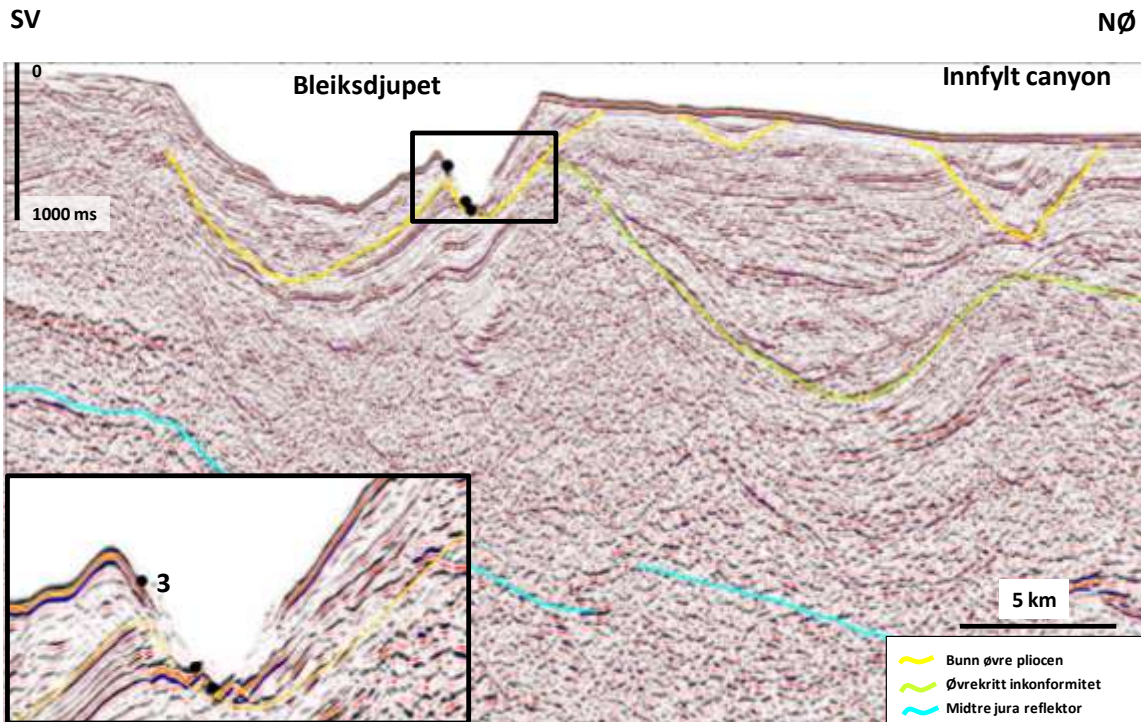 SV
NØ
0
Bleiksdjupet
Innfylt canyon
1000 ms
3
5 km
Bunn øvre pliocen
Øvrekritt inkonformitet
Midtre jura reflektor